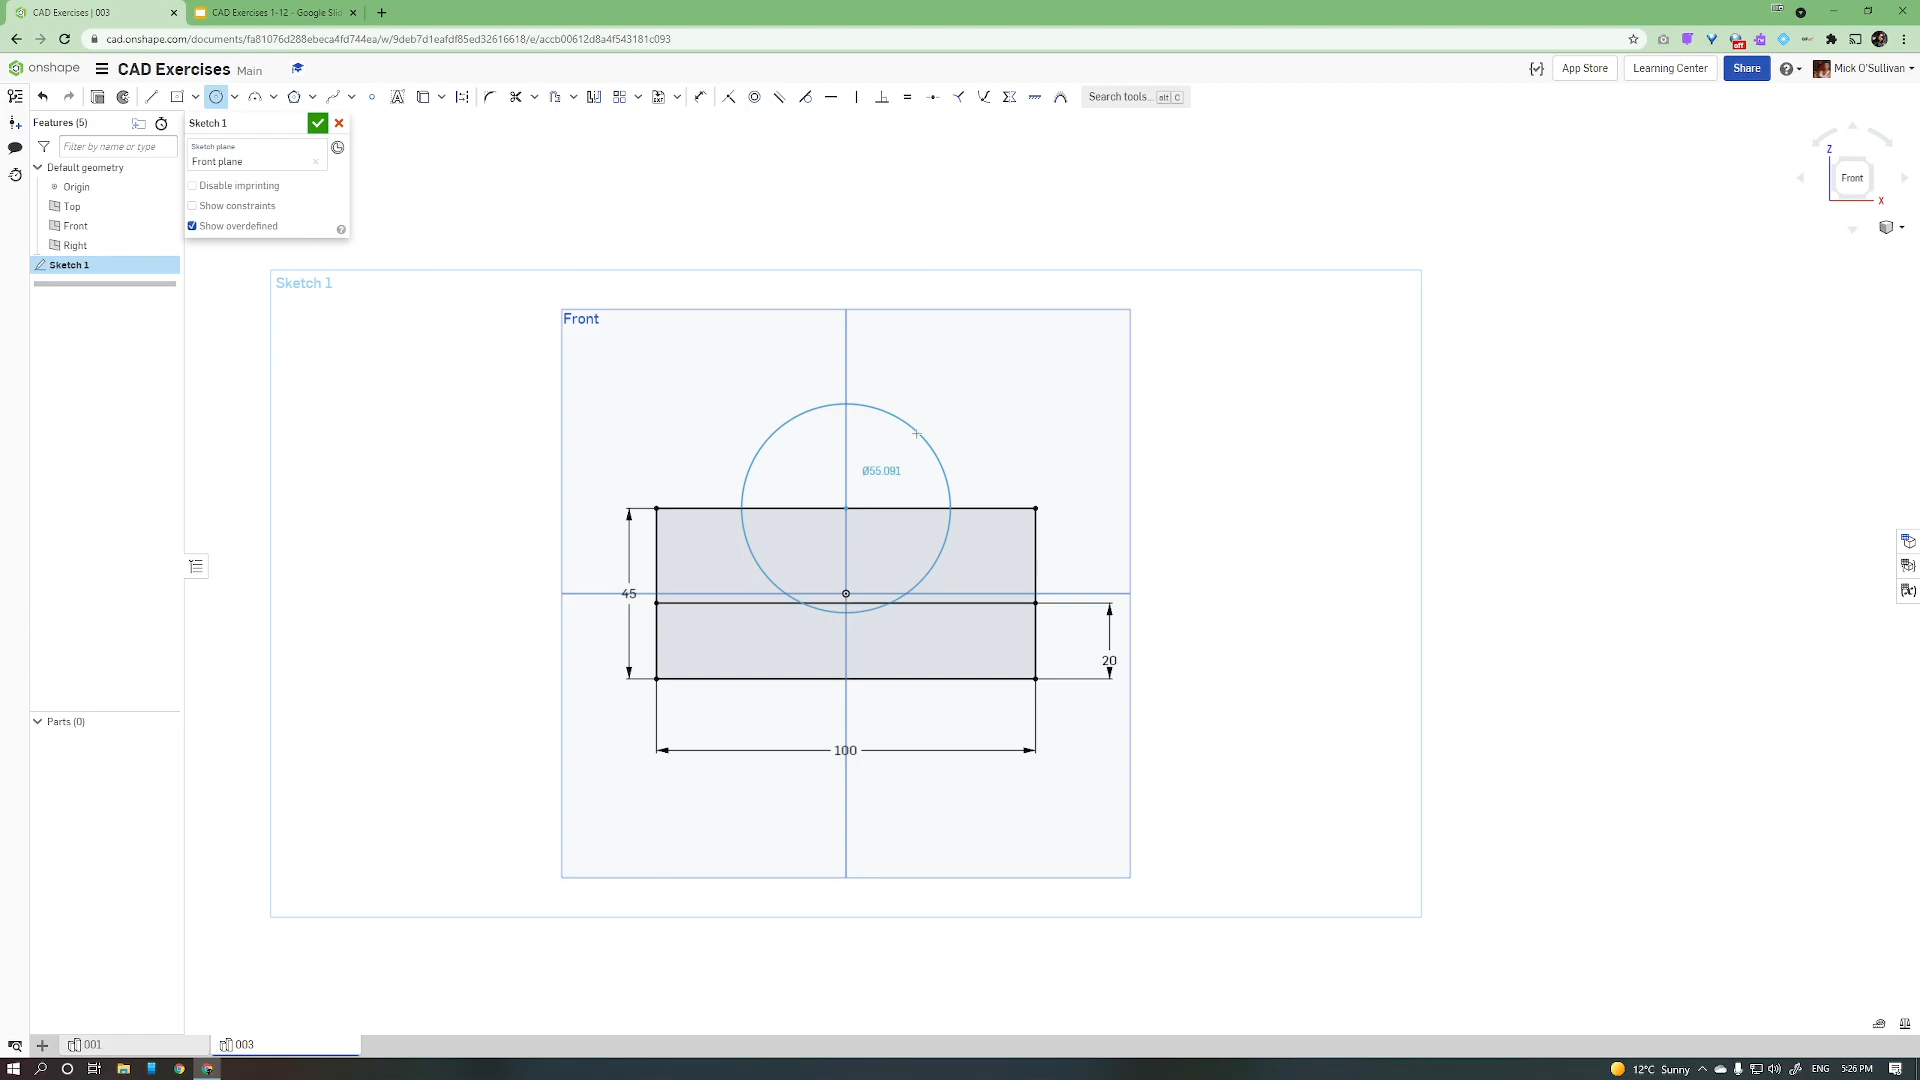 CAD Exercises | 003
CAD Exercises 1-12 - Google Slid
cad.onshape.com/documents/fa81076d288ebeca4fd744ea/w/9deb7d1eafdf85ed32616618/e/accb00612d8a4f543181c093
off
onshape
CAD Exercises Main
App Store
Learning Center
Share
Mick O'Sullivan
Search tools... alt C
Features (5)
Filter by name or type
Default geometry
Origin
Top
Front
Right
Sketch 1
Sketch 1
Sketch plane
Front plane
Disable imprinting
Show constraints
Show overdefined
Z
Front
X
Sketch 1
Front
Ø55.091
45
20
100
Parts (0)
001
003
12°C Sunny
ENG
5:26 PM